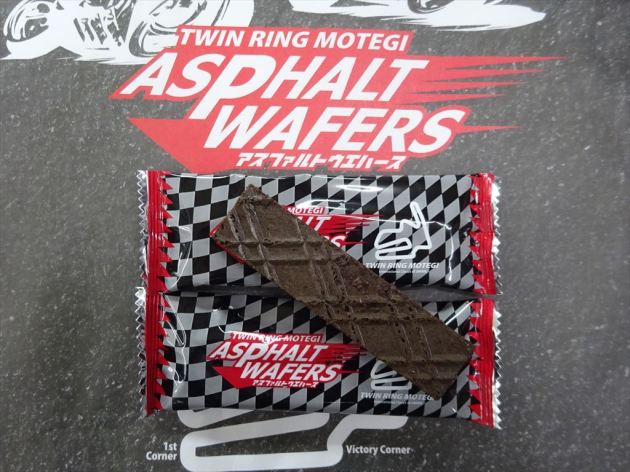 TWIN RING MOTEGI
ASPHALT
WAFERS
アスファルトウエハース
MOTEGI
TWIN RING MOTEGI
TWIN RING MOTEGI
ASPHALT
WAFERS
アスファルトウエハース
1st
Corner
Victory Corner